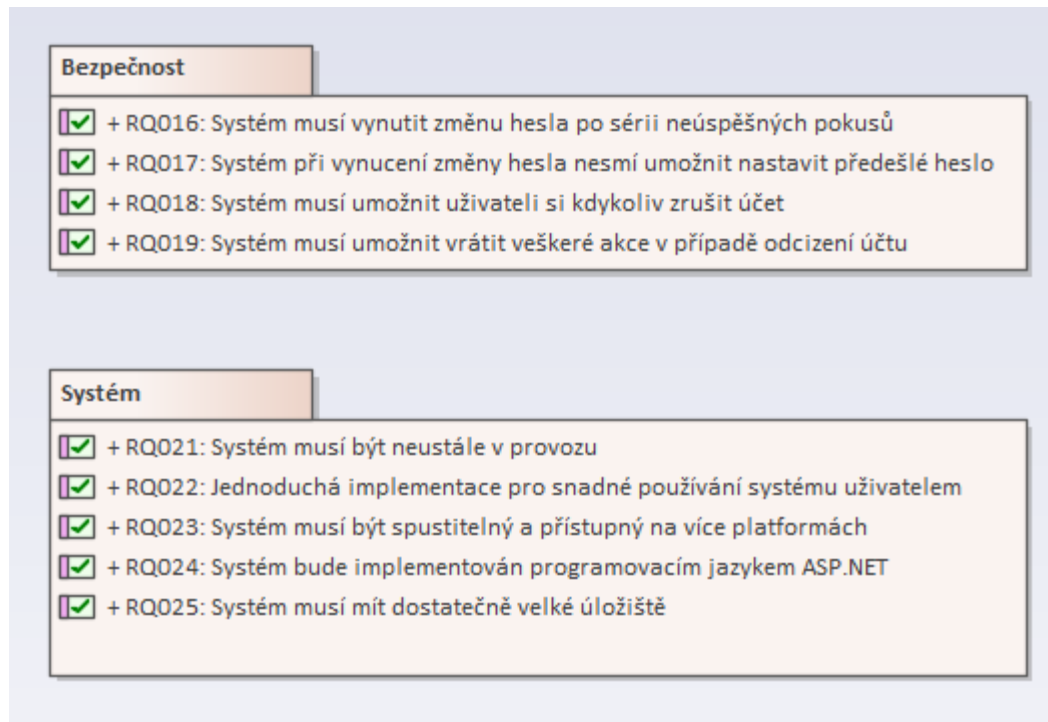 Bezpečnost
+ RQ016: Systém musí vynutit změnu hesla po sérii neúspěšných pokusů
+ RQ017: Systém při vynucení změny hesla nesmí umožnit nastavit předešlé heslo
+ RQ018: Systém musí umožnit uživateli si kdykoliv zrušit účet
+ RQ019: Systém musí umožnit vrátit veškeré akce v případě odcizení účtu
Systém
+ RQ021: Systém musí být neustále v provozu
+ RQ022: Jednoduchá implementace pro snadné používání systému uživatelem
+ RQ023: Systém musí být spustitelný a přístupný na více platformách
+ RQ024: Systém bude implementován programovacím jazykem ASP.NET
+ RQ025: Systém musí mít dostatečně velké úložiště